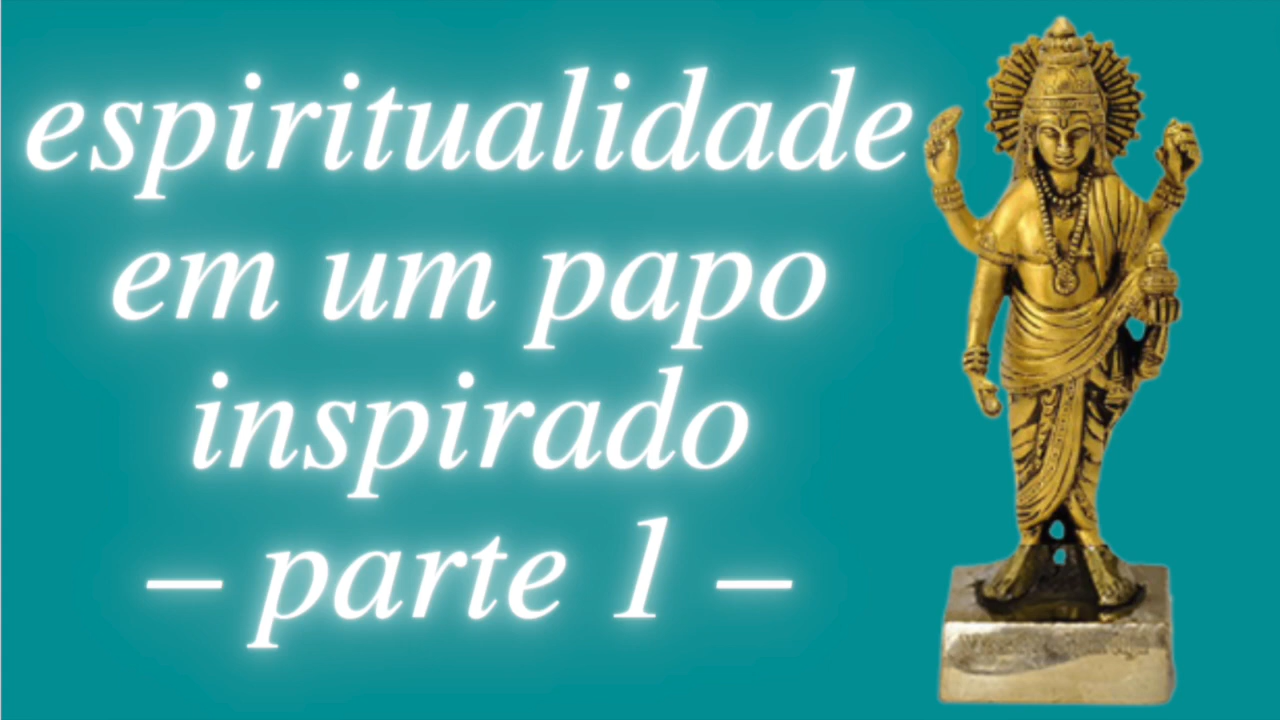 espiritualidade
em um papo
inspirado
– parte 1 –